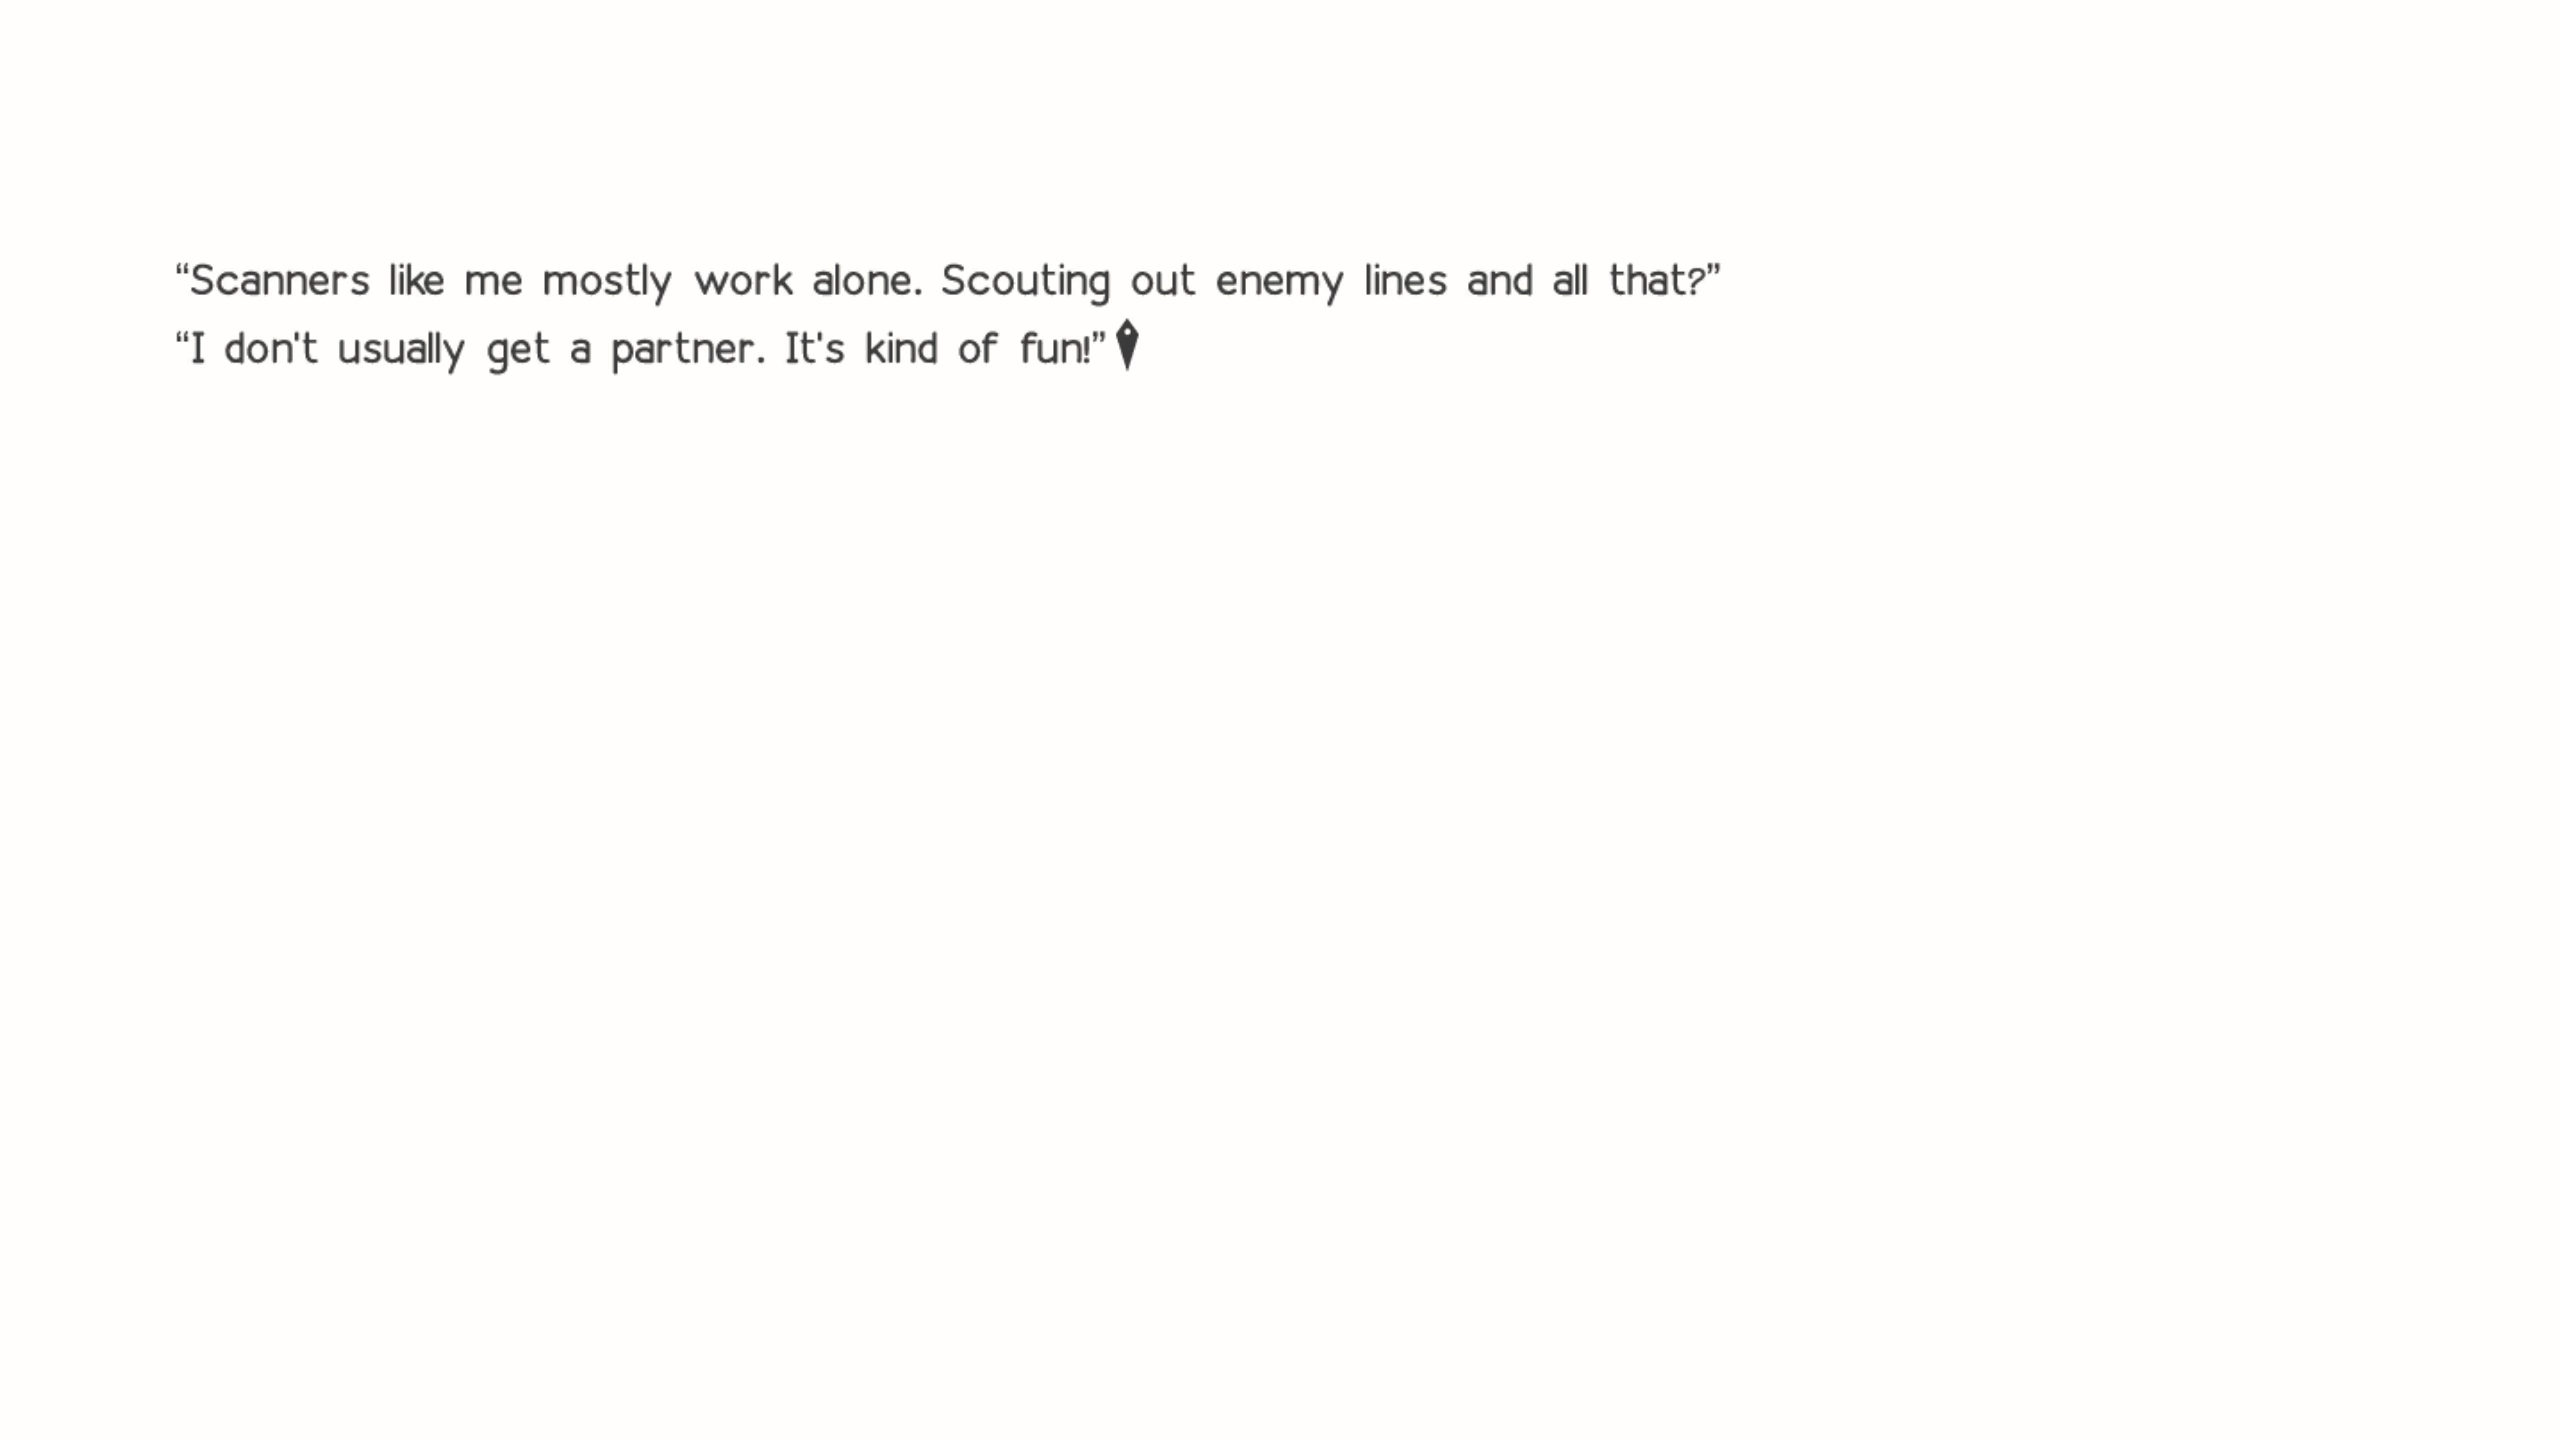 “Scanners like me mostly work alone. Scouting out enemy lines and all that?”
“I don't usually get a partner. It's kind of fun!”